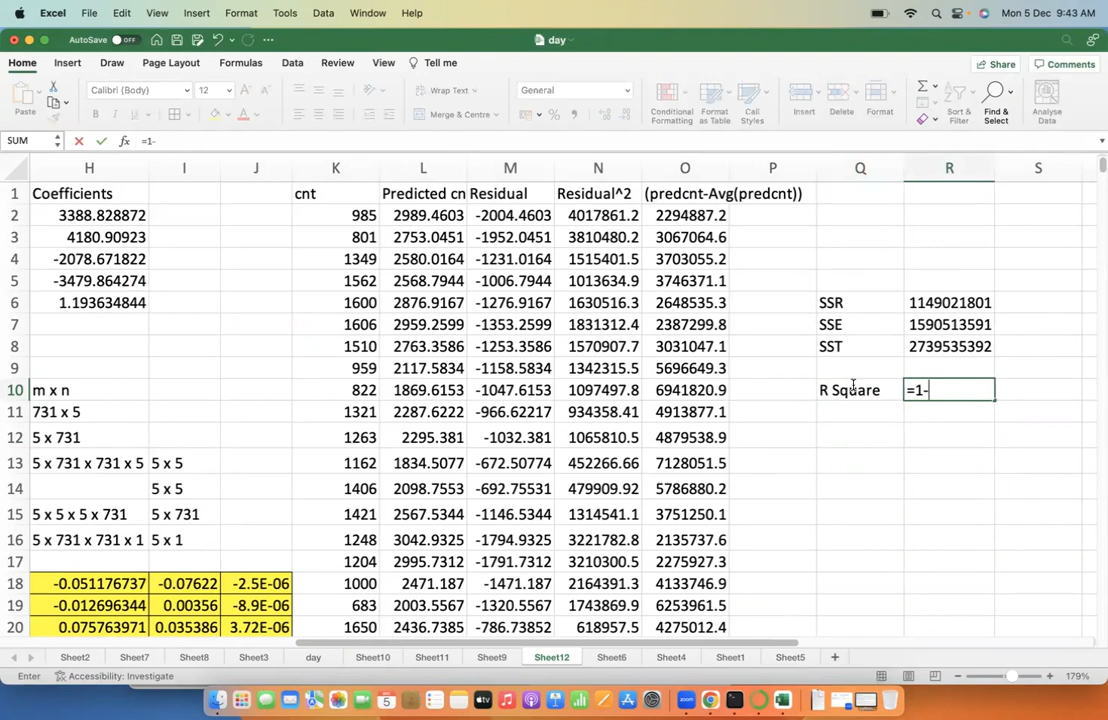 Excel File Edit View Insert Format Tools Data Window Help Mon 5 Dec 9:43 AM
AutoSave OFF day
Home Insert Draw Page Layout Formulas Data Review View Tell me Share Comments
Calibri (Body) 12 Wrap Text General
Paste Merge & Centre Conditional Formatting Format as Table Cell Styles Insert Delete Format Sort & Filter Find & Select Analyse Data
SUM fx =1-
H I J K L M N O P Q R S
1 Coefficients cnt Predicted cn Residual Residual^2 (predcnt-Avg(predcnt))
2 3388.828872 985 2989.4603 -2004.4603 4017861.2 2294887.2
3 4180.90923 801 2753.0451 -1952.0451 3810480.2 3067064.6
4 -2078.671822 1349 2580.0164 -1231.0164 1515401.5 3703055.2
5 -3479.864274 1562 2568.7944 -1006.7944 1013634.9 3746371.1
6 1.193634844 1600 2876.9167 -1276.9167 1630516.3 2648535.3 SSR 1149021801
7 1606 2959.2599 -1353.2599 1831312.4 2387299.8 SSE 1590513591
8 1510 2763.3586 -1253.3586 1570907.7 3031047.1 SST 2739535392
9 959 2117.5834 -1158.5834 1342315.5 5696649.3
10 m x n 822 1869.6153 -1047.6153 1097497.8 6941820.9 R Square =1-
11 731 x 5 1321 2287.6222 -966.62217 934358.41 4913877.1
12 5 x 731 1263 2295.381 -1032.381 1065810.5 4879538.9
13 5 x 731 x 731 x 5 5 x 5 1162 1834.5077 -672.50774 452266.66 7128051.5
14 5 x 5 1406 2098.7553 -692.75531 479909.92 5786880.2
15 5 x 5 x 5 x 731 5 x 731 1421 2567.5344 -1146.5344 1314541.1 3751250.1
16 5 x 731 x 731 x 1 5 x 1 1248 3042.9325 -1794.9325 3221782.8 2135737.6
17 1204 2995.7312 -1791.7312 3210300.5 2275927.3
18 -0.051176737 -0.07622 -2.5E-06 1000 2471.187 -1471.187 2164391.3 4133746.9
19 -0.012696344 0.00356 -8.9E-06 683 2003.5567 -1320.5567 1743869.9 6253961.5
20 0.075763971 0.035386 3.72E-06 1650 2436.7385 -786.73852 618957.5 4275012.4
Sheet2 Sheet7 Sheet8 Sheet3 day Sheet10 Sheet11 Sheet9 Sheet12 Sheet6 Sheet4 Sheet1 Sheet5
Enter Accessibility: Investigate 179%